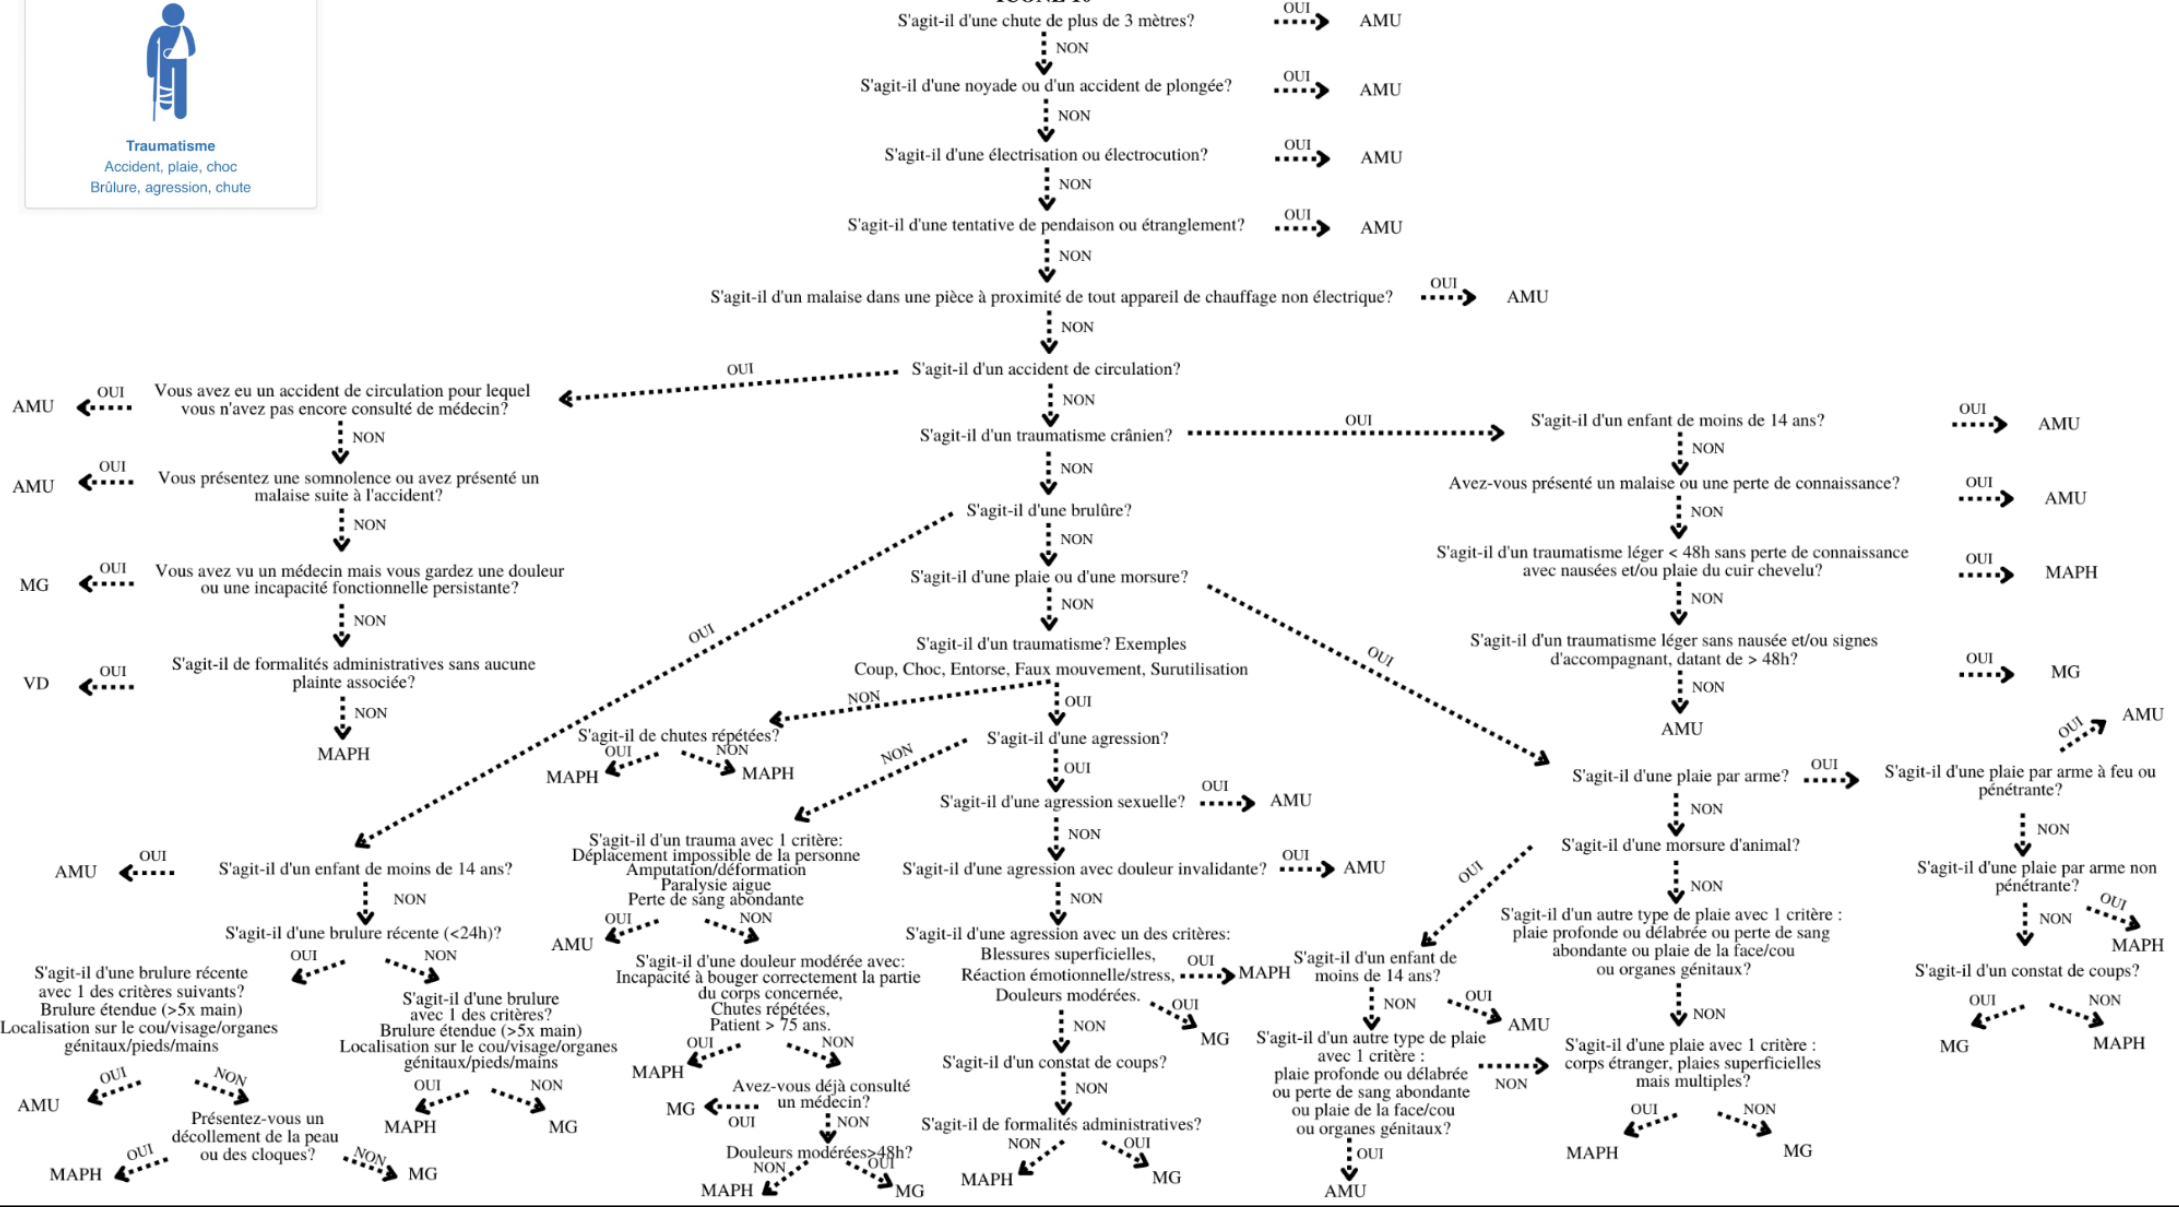 Traumatisme
Accident, plaie, choc
Brûlure, agression, chute
S'agit-il d'une chute de plus de 3 mètres?
OUI
AMU
NON
S'agit-il d'une noyade ou d'un accident de plongée?
OUI
AMU
NON
S'agit-il d'une électrisation ou électrocution?
OUI
AMU
NON
S'agit-il d'une tentative de pendaison ou étranglement?
OUI
AMU
NON
S'agit-il d'un malaise dans une pièce à proximité de tout appareil de chauffage non électrique?
OUI
AMU
NON
S'agit-il d'un accident de circulation?
OUI
NON
Vous avez eu un accident de circulation pour lequel
vous n'avez pas encore consulté de médecin?
OUI
AMU
NON
Vous présentez une somnolence ou avez présenté un
malaise suite à l'accident?
OUI
AMU
NON
Vous avez vu un médecin mais vous gardez une douleur
ou une incapacité fonctionnelle persistante?
OUI
MG
NON
S'agit-il de formalités administratives sans aucune
plainte associée?
OUI
VD
NON
MAPH
S'agit-il d'un traumatisme crânien?
OUI
NON
S'agit-il d'un enfant de moins de 14 ans?
OUI
AMU
NON
Avez-vous présenté un malaise ou une perte de connaissance?
OUI
AMU
NON
S'agit-il d'un traumatisme léger < 48h sans perte de connaissance
avec nausées et/ou plaie du cuir chevelu?
OUI
MAPH
NON
S'agit-il d'un traumatisme léger sans nausée et/ou signes
d'accompagnant, datant de > 48h?
OUI
MG
NON
AMU
S'agit-il d'une brulûre?
OUI
NON
S'agit-il d'une plaie ou d'une morsure?
OUI
NON
S'agit-il d'un traumatisme? Exemples
Coup, Choc, Entorse, Faux mouvement, Surutilisation
NON
OUI
S'agit-il de chutes répétées?
OUI
NON
MAPH
MAPH
S'agit-il d'une agression?
NON
OUI
S'agit-il d'une agression sexuelle?
OUI
AMU
NON
S'agit-il d'une agression avec douleur invalidante?
OUI
AMU
NON
S'agit-il d'une agression avec un des critères:
Blessures superficielles,
Réaction émotionnelle/stress,
Douleurs modérées.
OUI
MAPH
OUI
MG
NON
S'agit-il d'un constat de coups?
NON
S'agit-il de formalités administratives?
NON
OUI
MAPH
MG
S'agit-il d'un enfant de moins de 14 ans?
OUI
AMU
NON
S'agit-il d'une brulure récente (<24h)?
OUI
NON
S'agit-il d'une brulure récente
avec 1 des critères suivants?
Brulure étendue (>5x main)
Localisation sur le cou/visage/organes
génitaux/pieds/mains
OUI
NON
AMU
Présentez-vous un
décollement de la peau
ou des cloques?
OUI
NON
MAPH
MG
S'agit-il d'une brulure
avec 1 des critères?
Brulure étendue (>5x main)
Localisation sur le cou/visage/organes
génitaux/pieds/mains
OUI
NON
MAPH
MG
S'agit-il d'un trauma avec 1 critère:
Déplacement impossible de la personne
Amputation/déformation
Paralysie aigue
Perte de sang abondante
OUI
NON
AMU
S'agit-il d'une douleur modérée avec:
Incapacité à bouger correctement la partie
du corps concernée,
Chutes répétées,
Patient > 75 ans.
OUI
NON
MAPH
Avez-vous déjà consulté
un médecin?
MG
OUI
NON
Douleurs modérées>48h?
NON
OUI
MAPH
MG
S'agit-il d'une plaie par arme?
OUI
NON
S'agit-il d'une plaie par arme à feu ou
pénétrante?
OUI
AMU
NON
S'agit-il d'une plaie par arme non
pénétrante?
OUI
MAPH
NON
S'agit-il d'un constat de coups?
OUI
NON
MG
MAPH
S'agit-il d'une morsure d'animal?
OUI
NON
S'agit-il d'un enfant de
moins de 14 ans?
NON
OUI
AMU
S'agit-il d'un autre type de plaie
avec 1 critère :
plaie profonde ou délabrée
ou perte de sang abondante
ou plaie de la face/cou
ou organes génitaux?
NON
OUI
AMU
S'agit-il d'un autre type de plaie avec 1 critère :
plaie profonde ou délabrée ou perte de sang
abondante ou plaie de la face/cou
ou organes génitaux?
NON
S'agit-il d'une plaie avec 1 critère :
corps étranger, plaies superficielles
mais multiples?
OUI
NON
MAPH
MG